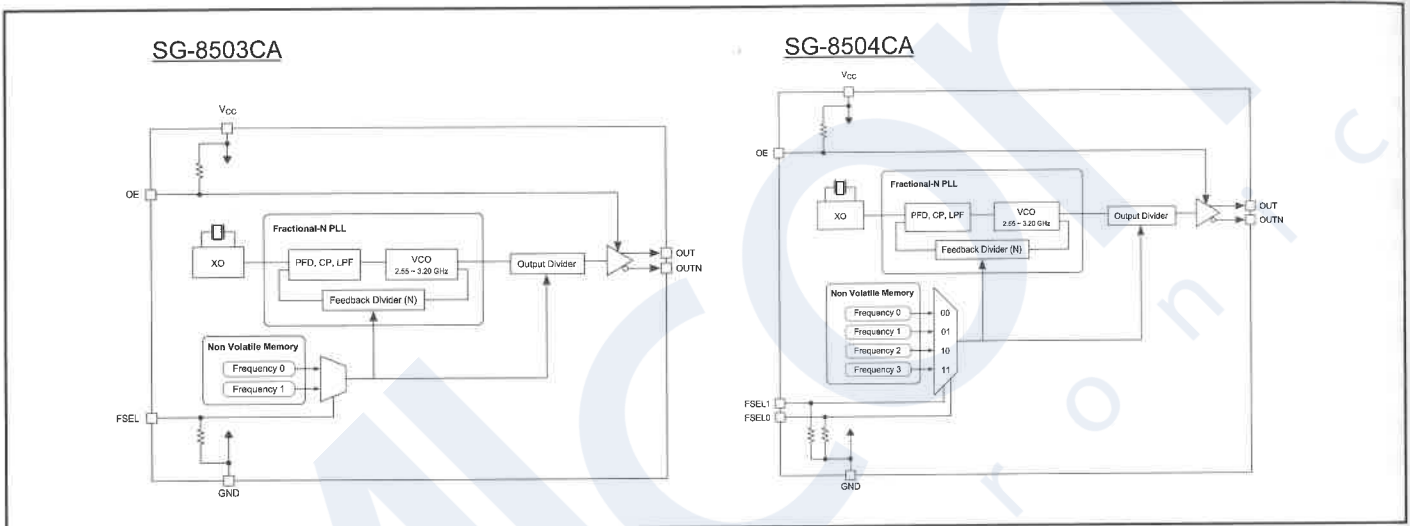 SG-8503CA
VCC
OE
XO
Fractional-N PLL
PFD, CP, LPF
VCO
2.55 ~ 3.20 GHz
Feedback Divider (N)
Output Divider
OUT
OUTN
Non Volatile Memory
Frequency 0
Frequency 1
FSEL
GND
SG-8504CA
VCC
OE
XO
Fractional-N PLL
PFD, CP, LPF
VCO
2.55 ~ 3.20 GHz
Feedback Divider (N)
Output Divider
OUT
OUTN
Non Volatile Memory
Frequency 0
00
Frequency 1
01
Frequency 2
10
Frequency 3
11
FSEL1
FSEL0
GND